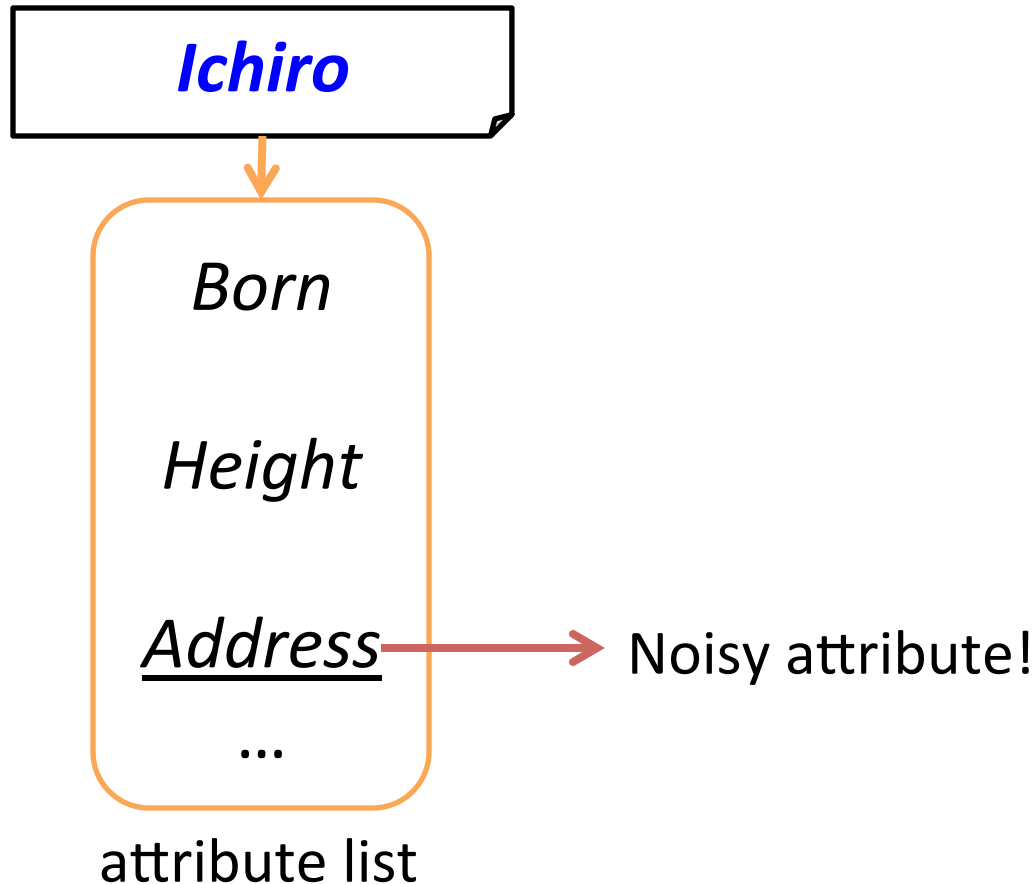 Ichiro
Born
Height
Address
Noisy attribute!
...
attribute list